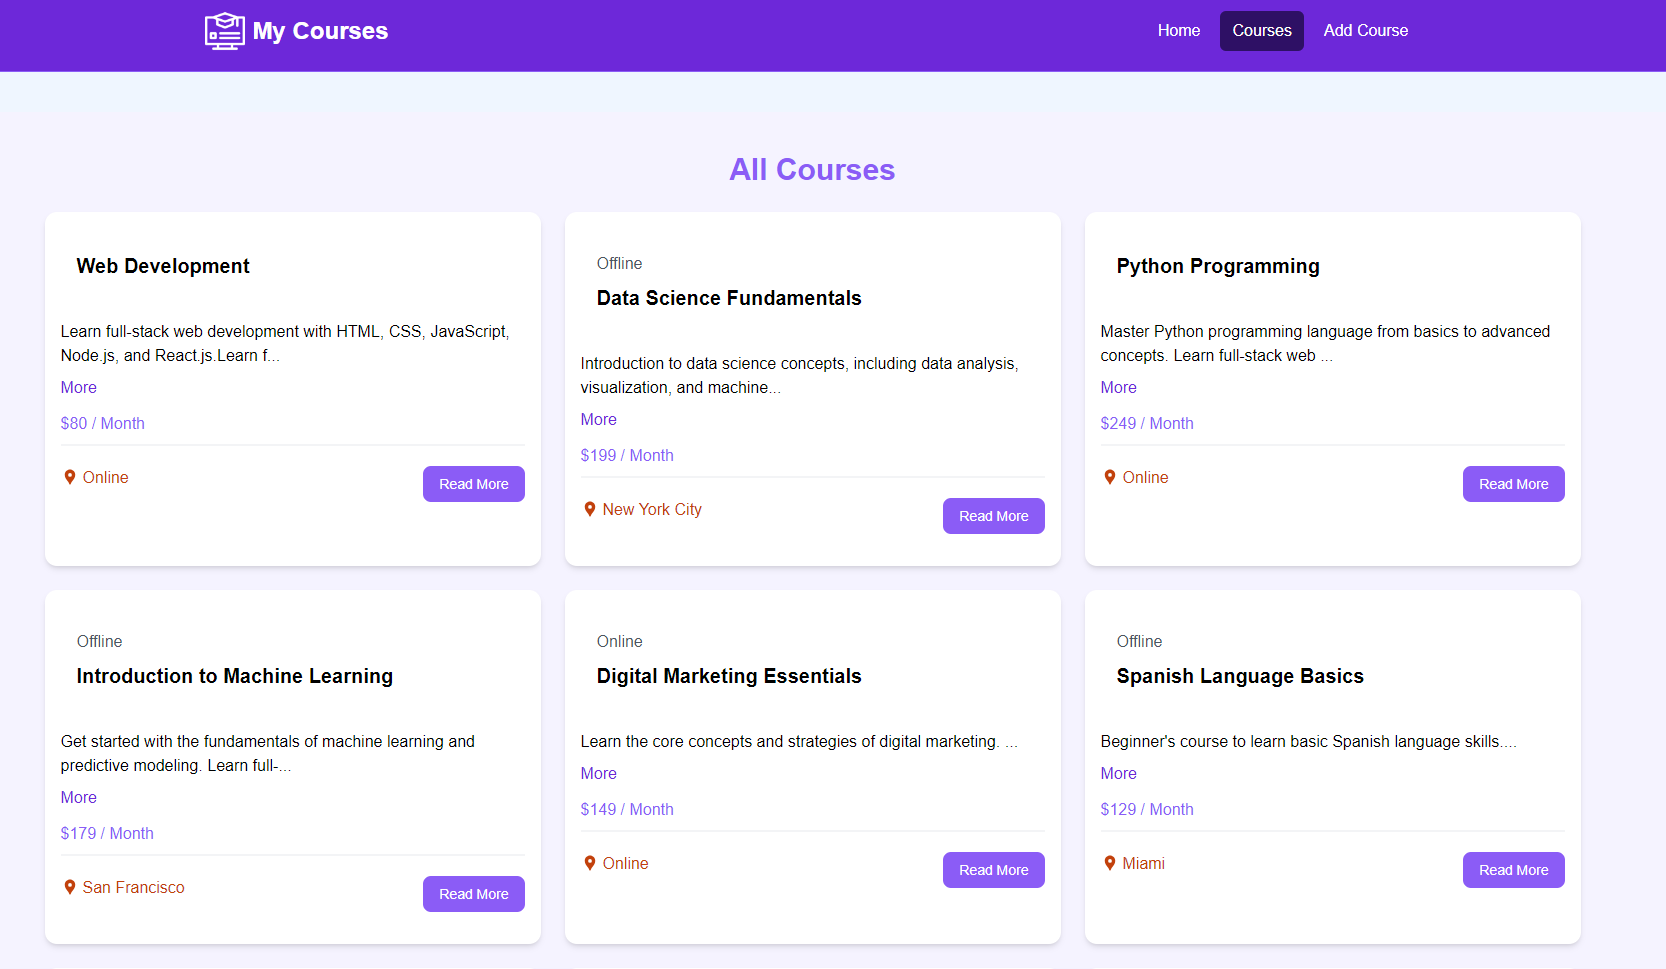 My Courses
Home
Courses
Add Course
All Courses
Web Development
Learn full-stack web development with HTML, CSS, JavaScript,
Node.js, and React.js.Learn f...
More
$80 / Month
Online
Read More
Offline
Data Science Fundamentals
Introduction to data science concepts, including data analysis,
visualization, and machine...
More
$199 / Month
New York City
Read More
Python Programming
Master Python programming language from basics to advanced
concepts. Learn full-stack web ...
More
$249 / Month
Online
Read More
Offline
Introduction to Machine Learning
Get started with the fundamentals of machine learning and
predictive modeling. Learn full-...
More
$179 / Month
San Francisco
Read More
Online
Digital Marketing Essentials
Learn the core concepts and strategies of digital marketing. ...
More
$149 / Month
Online
Read More
Offline
Spanish Language Basics
Beginner's course to learn basic Spanish language skills....
More
$129 / Month
Miami
Read More